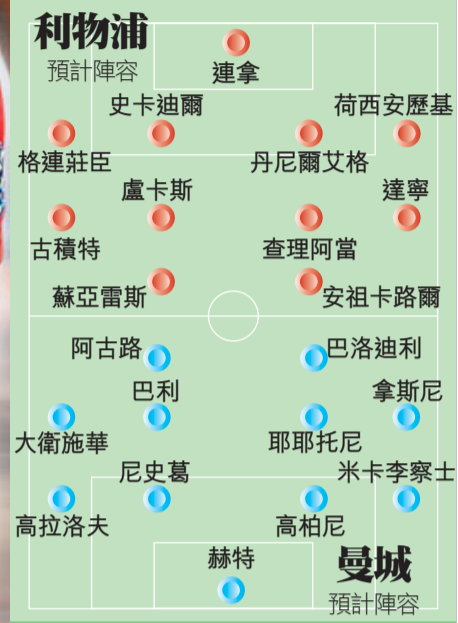 利物浦
預計陣容
連拿
史卡迪爾
荷西安歷基
格連莊臣
丹尼爾艾格
盧卡斯
達寧
古積特
查理阿當
蘇亞雷斯
安祖卡路爾
阿古路
巴洛迪利
巴利
拿斯尼
大衛施華
耶耶托尼
尼史葛
米卡李察士
高拉洛夫
高柏尼
赫特
曼城
預計陣容